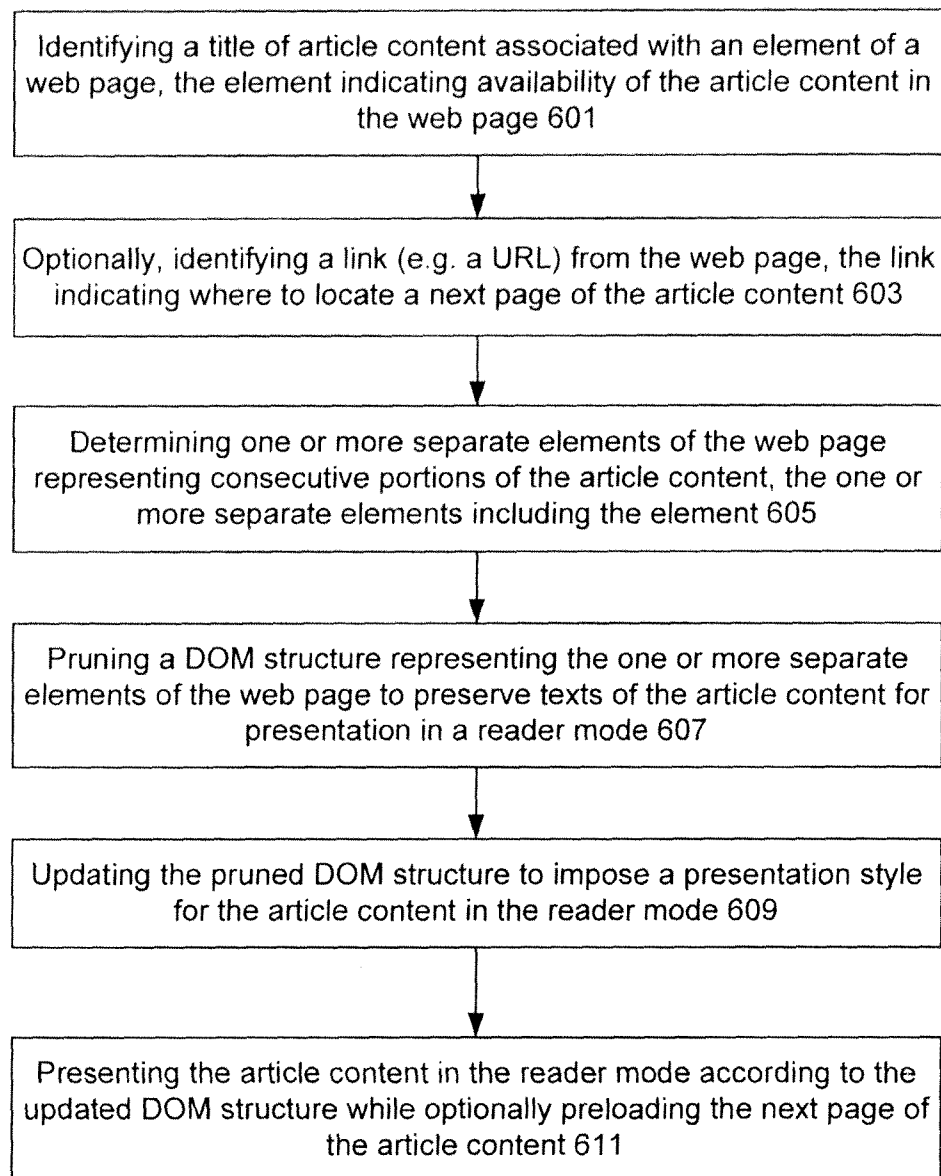 Identifying a title of article content associated with an element of a
web page, the element indicating availability of the article content in
the web page 601
Optionally, identifying a link (e.g. a URL) from the web page, the link
indicating where to locate a next page of the article content 603
Determining one or more separate elements of the web page
representing consecutive portions of the article content, the one or
more separate elements including the element 605
Pruning a DOM structure representing the one or more separate
elements of the web page to preserve texts of the article content for
presentation in a reader mode 607
Updating the pruned DOM structure to impose a presentation style
for the article content in the reader mode 609
Presenting the article content in the reader mode according to the
updated DOM structure while optionally preloading the next page of
the article content 611